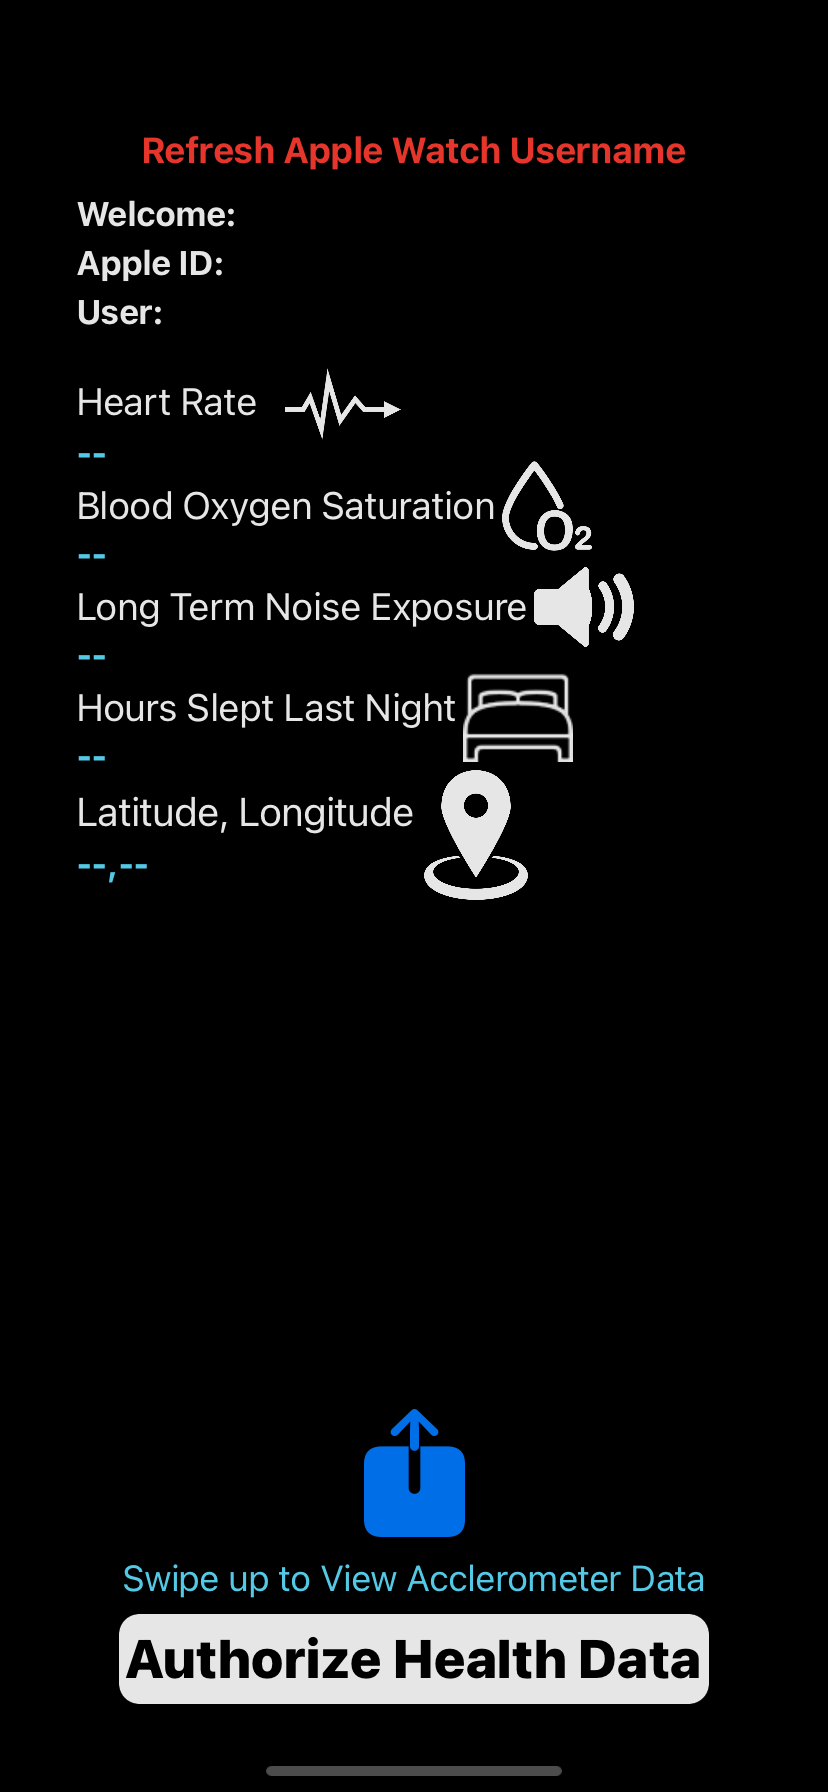 Refresh Apple Watch Username
Welcome:
Apple ID:
User:
Heart Rate
--
Blood Oxygen Saturation O2
--
Long Term Noise Exposure
--
Hours Slept Last Night
--
Latitude, Longitude
--,--
Swipe up to View Acclerometer Data
Authorize Health Data